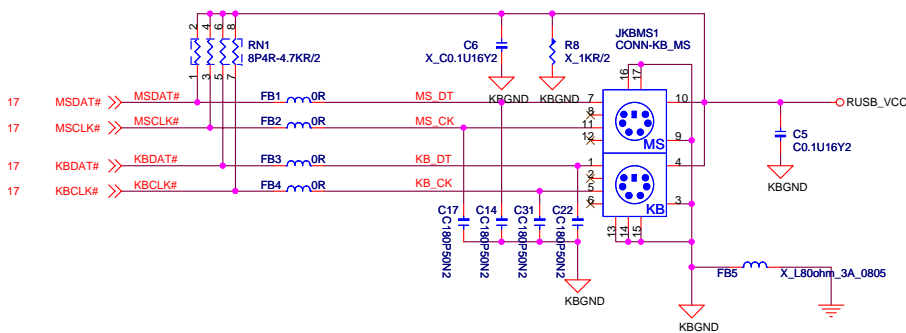 2 4 6 8
RN1
8P4R-4.7KR/2
1 3 5 7
C6
X_C0.1U16Y2
KBGND
R8
X_1KR/2
KBGND
JKBMS1
CONN-KB_MS
16 17
17 MSDAT# MSDAT# FB1 0R MS_DT 7 10 RUSB_VCC
8
17 MSCLK# MSCLK# FB2 0R MS_CK 11
12 MS 9
C5
C0.1U16Y2
KBGND
17 KBDAT# KBDAT# FB3 0R KB_DT 1 4
2
17 KBCLK# KBCLK# FB4 0R KB_CK 5
6 KB 3
13 14 15
C17 C14 C31 C22
C180P50N2 C180P50N2 C180P50N2 C180P50N2
KBGND
FB5 X_L80ohm_3A_0805
KBGND